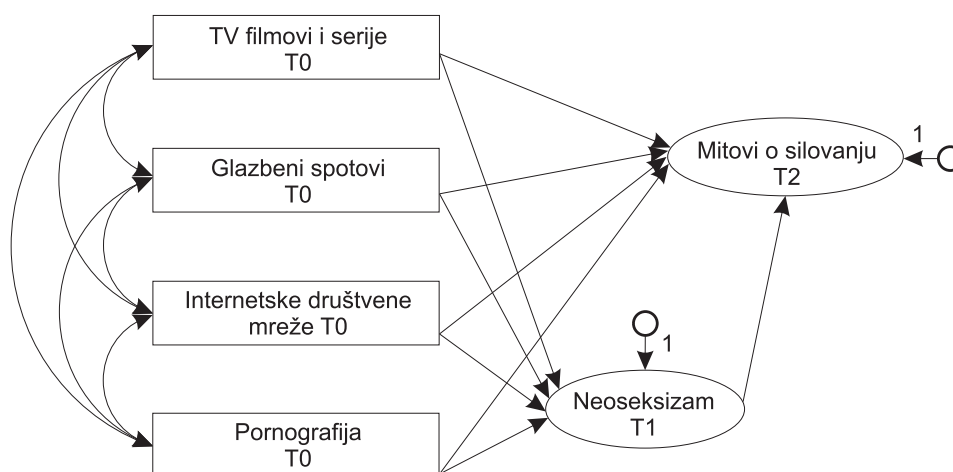 TV filmovi i serije
T0
Glazbeni spotovi
T0
1
Mitovi o silovanju
T2
Internetske društvene
mreže T0
1
Neoseksizam
T1
Pornografija
T0